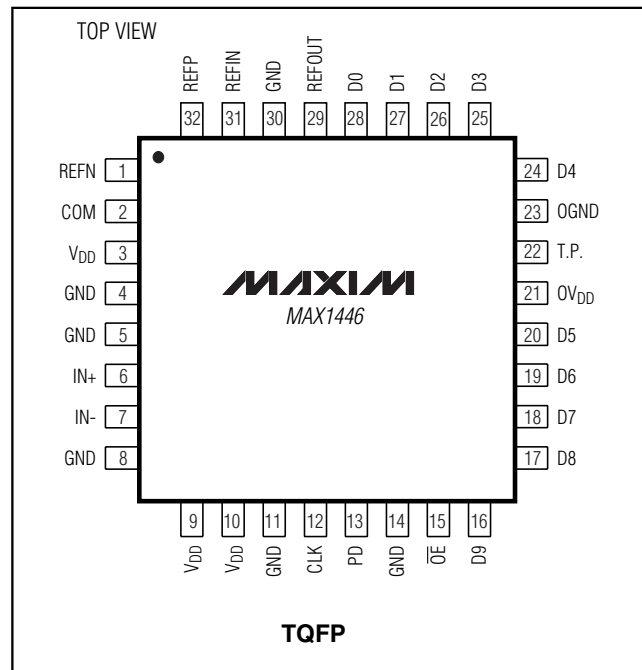 TOP VIEW
REFP REFIN GND REFOUT D0 D1 D2 D3
32 31 30 29 28 27 26 25
REFN 1 24 D4
COM 2 23 OGND
VDD 3 22 T.P.
GND 4 21 OVDD
GND 5 20 D5
IN+ 6 19 D6
IN- 7 18 D7
GND 8 17 D8
MAXIM
MAX1446
9 10 11 12 13 14 15 16
VDD VDD GND CLK PD GND O̅E̅ D9
TQFP